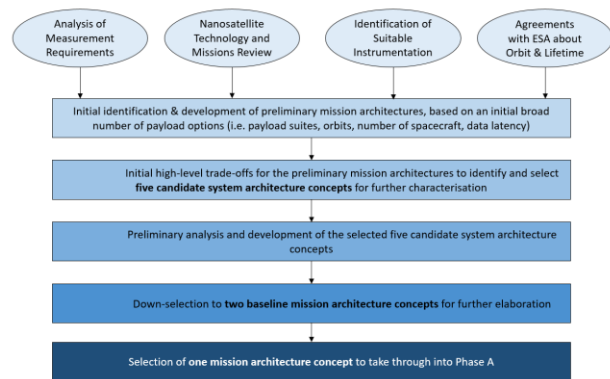 Analysis of
Measurement
Requirements
Nanosatellite
Technology and
Missions Review
Identification of
Suitable
Instrumentation
Agreements
with ESA about
Orbit & Lifetime
Initial identification & development of preliminary mission architectures, based on an initial broad
number of payload options (i.e. payload suites, orbits, number of spacecraft, data latency)
Initial high-level trade-offs for the preliminary mission architectures to identify and select
five candidate system architecture concepts for further characterisation
Preliminary analysis and development of the selected five candidate system architecture
concepts
Down-selection to two baseline mission architecture concepts for further elaboration
Selection of one mission architecture concept to take through into Phase A